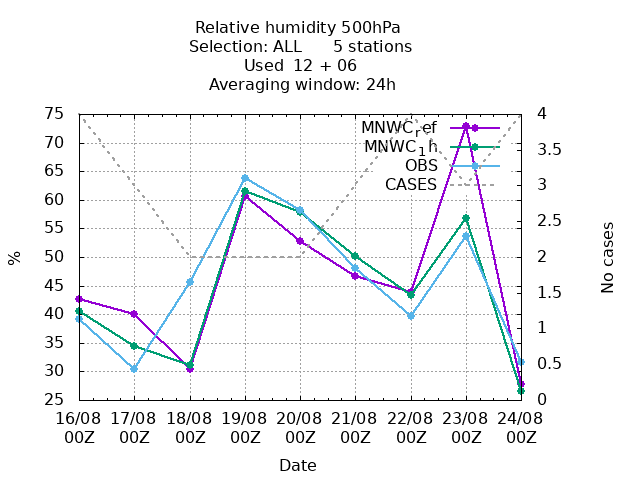 Relative humidity 500hPa
Selection: ALL      5 stations
Used  12 + 06
Averaging window: 24h
75
70
65
60
55
50
45
40
35
30
25
%
4
3.5
3
2.5
2
1.5
1
0.5
0
No cases
MNWC_ref
MNWC_1h
OBS
CASES
16/08 17/08 18/08 19/08 20/08 21/08 22/08 23/08 24/08
00Z 00Z 00Z 00Z 00Z 00Z 00Z 00Z 00Z
Date